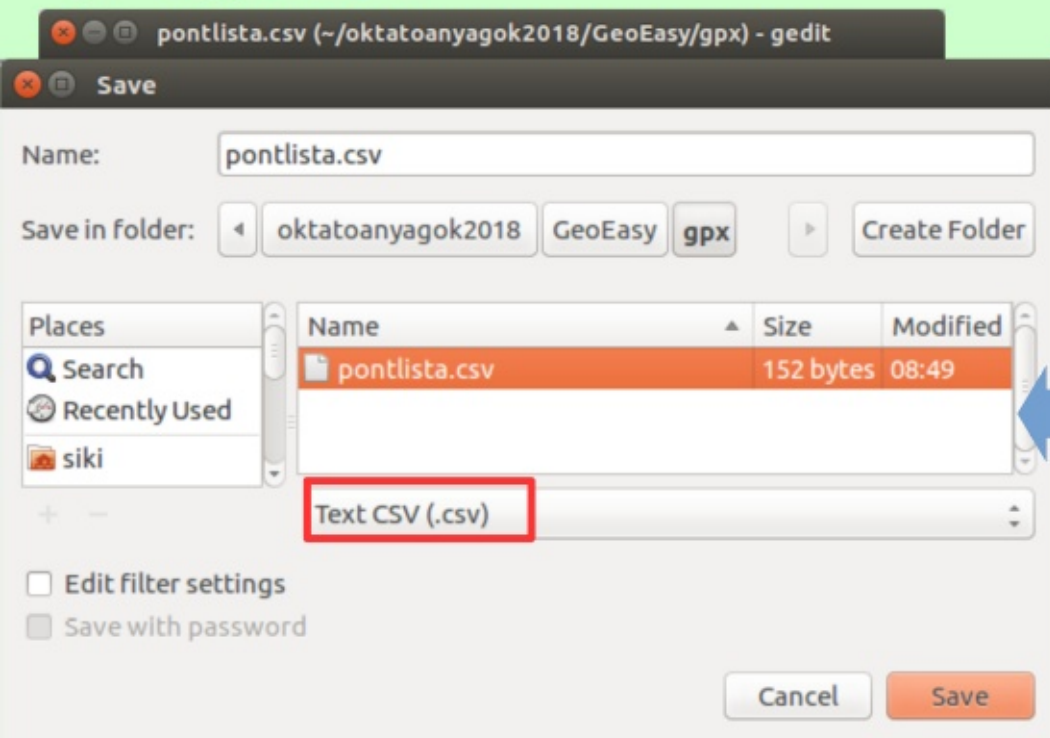 pontlista.csv (~/oktatoanyagok2018/GeoEasy/gpx) - gedit
Save
Name: pontlista.csv
Save in folder: oktatoanyagok2018 GeoEasy gpx Create Folder
Places Name Size Modified
Search pontlista.csv 152 bytes 08:49
Recently Used
siki
Text CSV (.csv)
Edit filter settings
Save with password
Cancel Save